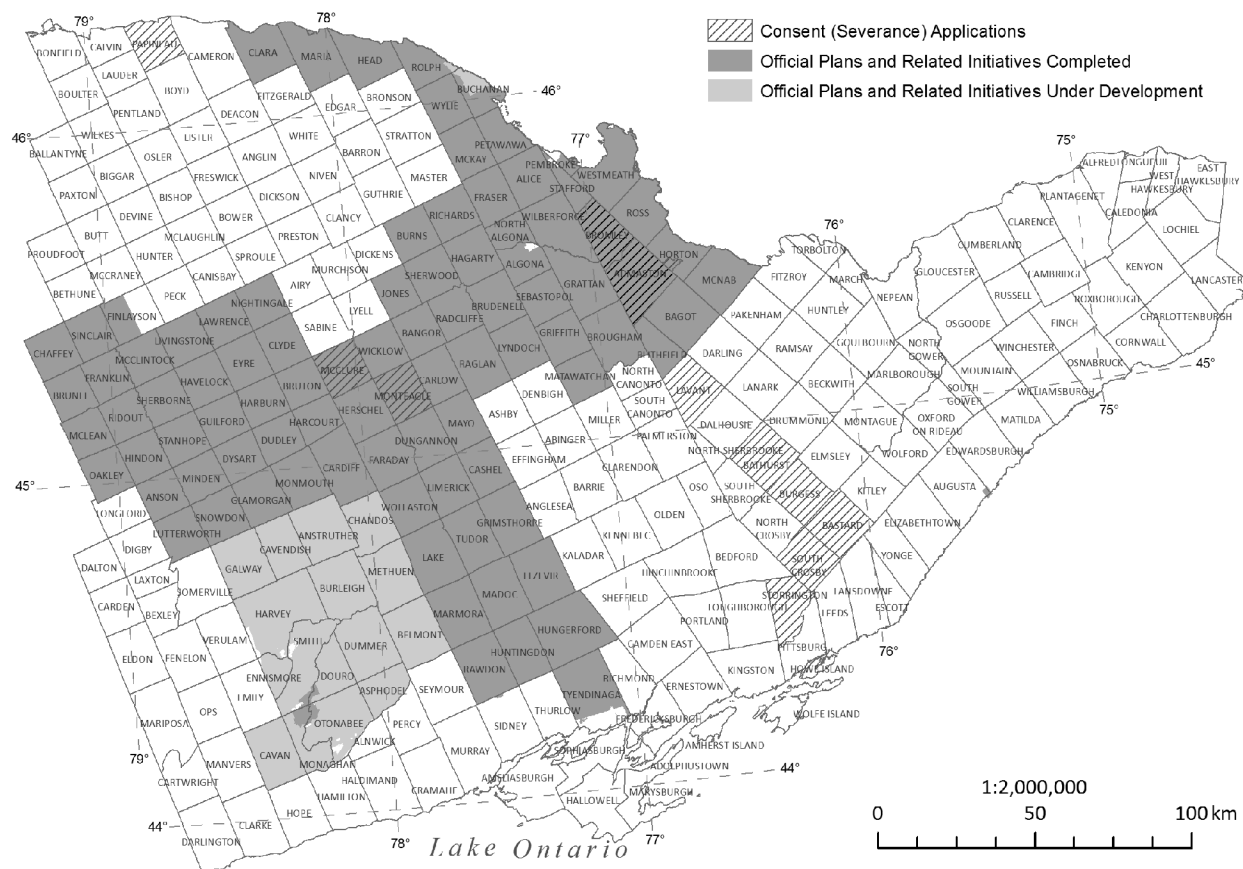 Consent (Severance) Applications
Official Plans and Related Initiatives Completed
Official Plans and Related Initiatives Under Development
79°
78°
46°
77°
76°
75°
46°
45°
75°
45°
76°
79°
44°
44°
78°
77°
BONFIELD
CALVIN
PAPINEAU
CAMERON
CLARA
MARIA
HEAD
ROLPH
BUCHANAN
LAUDER
BOULTER
PENTLAND
BOYD
FITZGERALD
EDGAR
BRONSON
WYLIE
WILKES
LISTER
DEACON
WHITE
STRATTON
PETAWAWA
BALLANTYNE
BIGGAR
OSLER
ANGLIN
BARRON
MCKAY
PEMBROKE
PAXTON
BISHOP
FRESWICK
NIVEN
MASTER
ALICE
STAFFORD
WESTMEATH
DEVINE
BOWER
DICKSON
GUTHRIE
FRASER
BUTT
MCLAUGHLIN
PRESTON
CLANCY
RICHARDS
WILBERFORCE
ROSS
PROUDFOOT
HUNTER
SPROULE
DICKENS
BURNS
NORTH
ALGONA
BROMLEY
MCCRANEY
CANISBAY
MURCHISON
HAGARTY
ALGONA
HORTON
BETHUNE
PECK
AIRY
SHERWOOD
GRATTAN
ADMASTON
MCNAB
NIGHTINGALE
LYELL
JONES
SEBASTOPOL
BAGOT
FINLAYSON
LAWRENCE
SABINE
BRUDENELL
SINCLAIR
LIVINGSTONE
CLYDE
BANGOR
RADCLIFFE
GRIFFITH
BROUGHAM
CHAFFEY
MCCLINTOCK
EYRE
WICKLOW
LYNDOCH
BLITHFIELD
FRANKLIN
HAVELOCK
BRUTON
MCCLURE
RAGLAN
MATAWATCHAN
NORTH
CANONTO
BRUNEL
SHERBORNE
HARBURN
MONTEAGLE
CARLOW
DENBIGH
SOUTH
CANONTO
LAVANT
DARLING
RIDOUT
GUILFORD
HARCOURT
HERSCHEL
MAYO
ASHBY
MILLER
MCLEAN
STANHOPE
DUDLEY
DUNGANNON
ABINGER
PALMERSTON
DALHOUSIE
HINDON
DYSART
CARDIFF
FARADAY
CASHEL
EFFINGHAM
CLARENDON
NORTH SHERBROOKE
OAKLEY
MINDEN
MONMOUTH
LIMERICK
BARRIE
OSO
SOUTH
SHERBROOKE
BATHURST
ANSON
GLAMORGAN
WOLLASTON
ANGLESEA
OLDEN
BURGESS
LONGFORD
SNOWDON
CHANDOS
GRIMSTHORPE
NORTH
CROSBY
BASTARD
LUTTERWORTH
ANSTRUTHER
TUDOR
KENNEBEC
DIGBY
CAVENDISH
LAKE
KALADAR
BEDFORD
SOUTH
CROSBY
DALTON
GALWAY
METHUEN
ELZEVIR
HINCHINBROOKE
LAXTON
SOMERVILLE
BURLEIGH
MADOC
SHEFFIELD
STORRINGTON
LANSDOWNE
CARDEN
BEXLEY
HARVEY
MARMORA
LOUGHBOROUGH
LEEDS
ESCOTT
VERULAM
SMITH
DUMMER
BELMONT
HUNGERFORD
PORTLAND
ELDON
FENELON
HUNTINGDON
CAMDEN EAST
PITTSBURG
ENNISMORE
DOURO
RAWDON
KINGSTON
HOWE ISLAND
EMILY
ASPHODEL
SEYMOUR
TYENDINAGA
RICHMOND
ERNESTOWN
OPS
OTONABEE
PERCY
THURLOW
FREDERICKSBURGH
WOLFE ISLAND
MARIPOSA
ALNWICK
SIDNEY
MANVERS
CAVAN
MONAGHAN
MURRAY
SOPHIASBURGH
AMHERST ISLAND
CARTWRIGHT
HALDIMAND
CRAMAHE
AMELIASBURGH
ADOLPHUSTOWN
HAMILTON
HALLOWELL
MARYSBURGH
HOPE
CLARKE
DARLINGTON
TORBOLTON
FITZROY
MARCH
PAKENHAM
HUNTLEY
NEPEAN
GLOUCESTER
CUMBERLAND
CLARENCE
PLANTAGENET
ALFRED
LONGUEUIL
WEST
HAWKESBURY
EAST
HAWKESBURY
CALEDONIA
LOCHIEL
RAMSAY
GOULBOURN
NORTH
GOWER
OSGOODE
RUSSELL
CAMBRIDGE
KENYON
LANCASTER
ROXBOROUGH
CHARLOTTENBURGH
LANARK
BECKWITH
MARLBOROUGH
WINCHESTER
FINCH
CORNWALL
MOUNTAIN
OSNABRUCK
SOUTH
GOWER
WILLIAMSBURGH
DRUMMOND
MONTAGUE
OXFORD
ON RIDEAU
MATILDA
ELMSLEY
WOLFORD
EDWARDSBURGH
KITLEY
AUGUSTA
ELIZABETHTOWN
YONGE
Lake Ontario
1:2,000,000
0 50 100 km